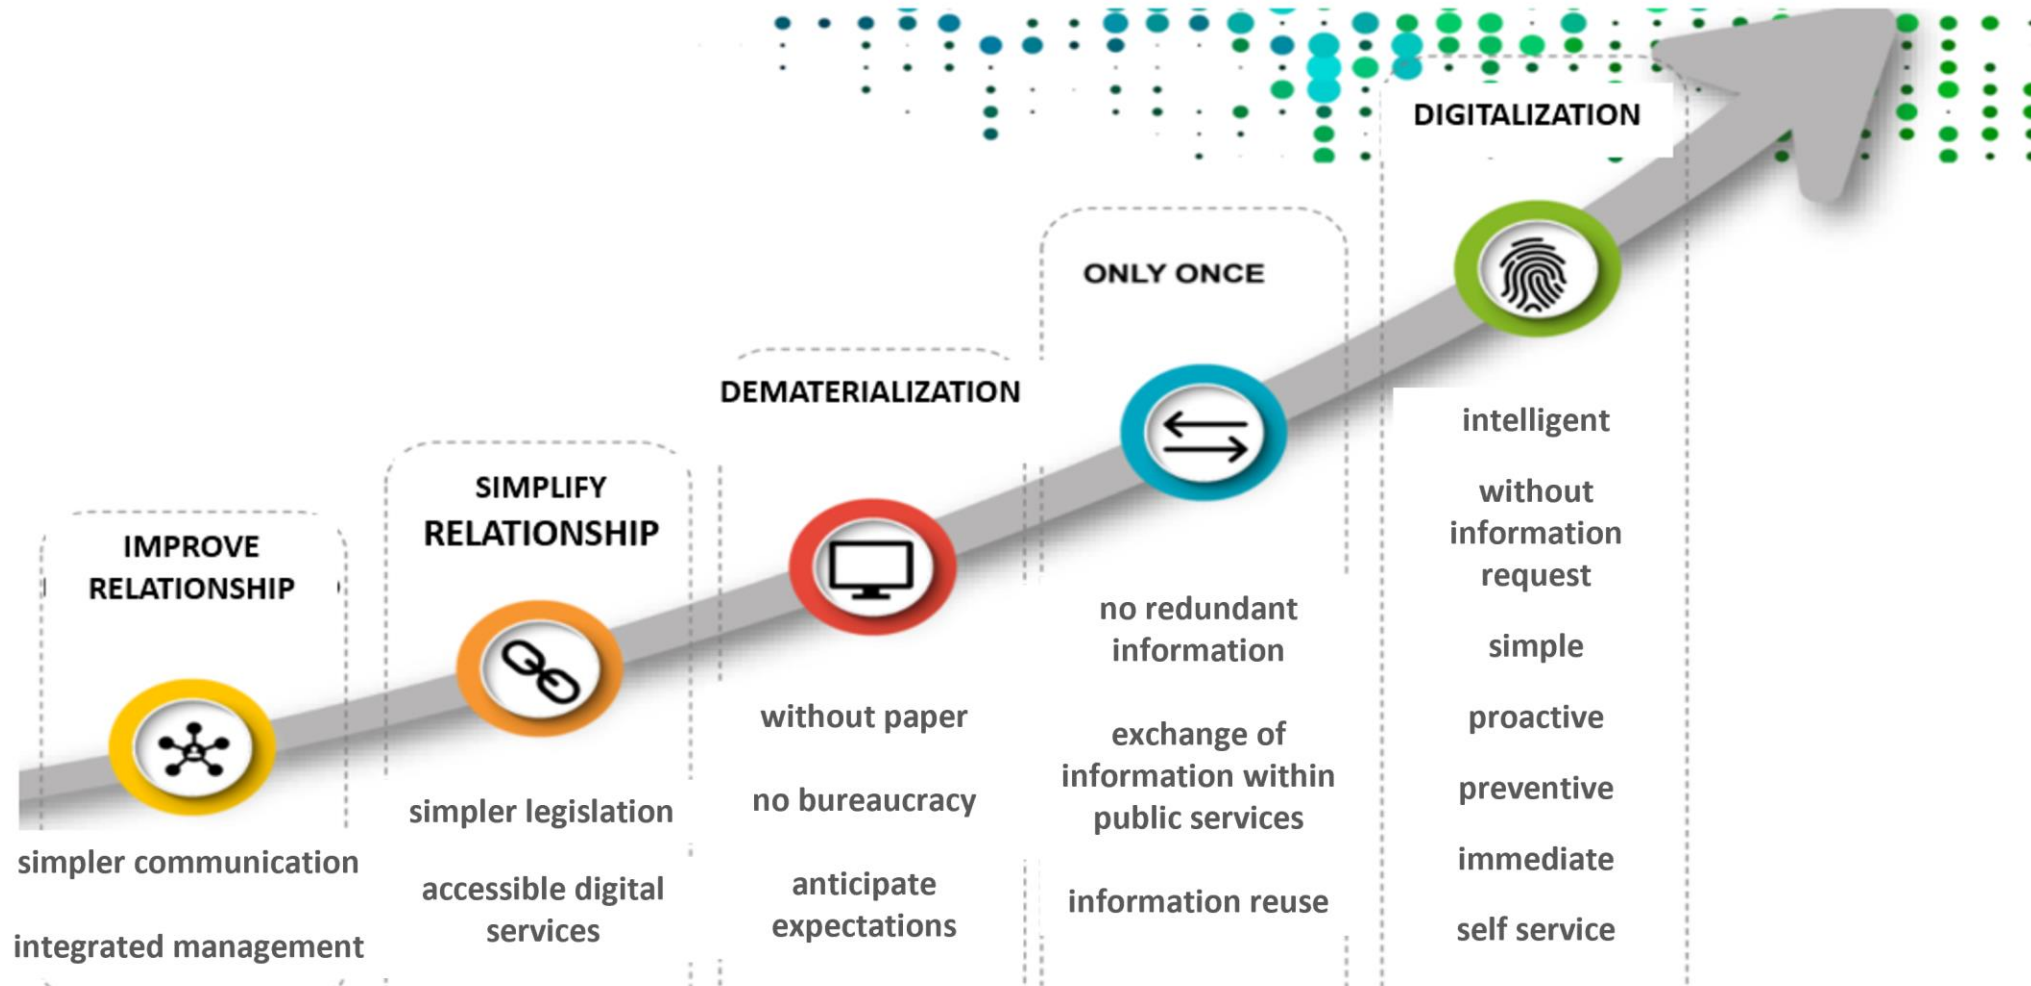 IMPROVE
RELATIONSHIP
simpler communication
integrated management
SIMPLIFY
RELATIONSHIP
simpler legislation
accessible digital
services
DEMATERIALIZATION
without paper
no bureaucracy
anticipate
expectations
ONLY ONCE
no redundant
information
exchange of
information within
public services
information reuse
DIGITALIZATION
intelligent
without
information
request
simple
proactive
preventive
immediate
self service